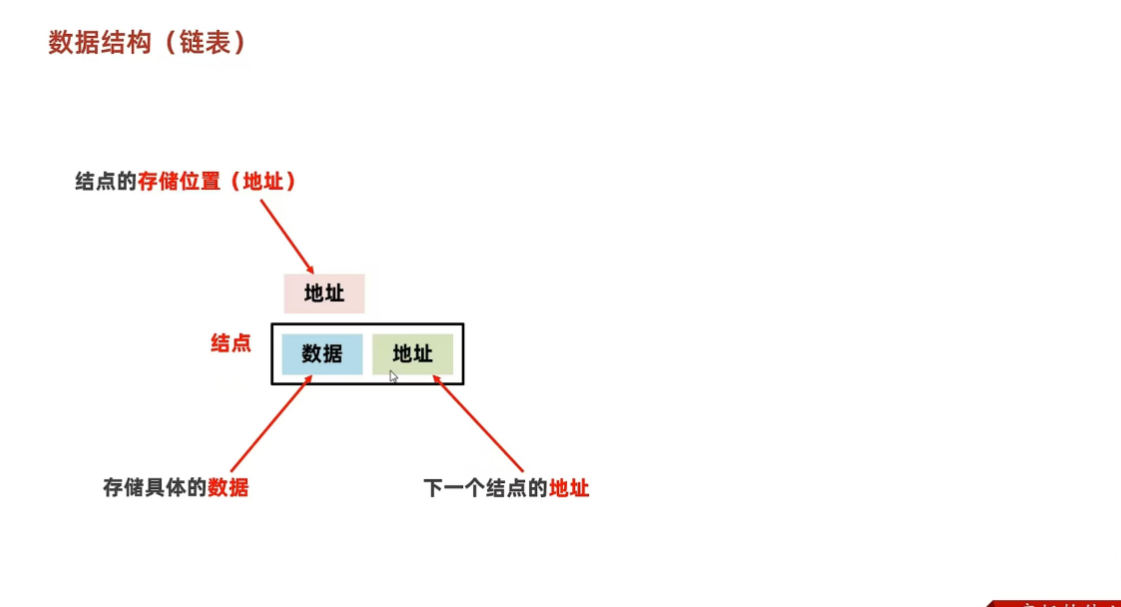 数据结构（链表）
结点的存储位置（地址）
地址
结点
数据
地址
存储具体的数据
下一个结点的地址